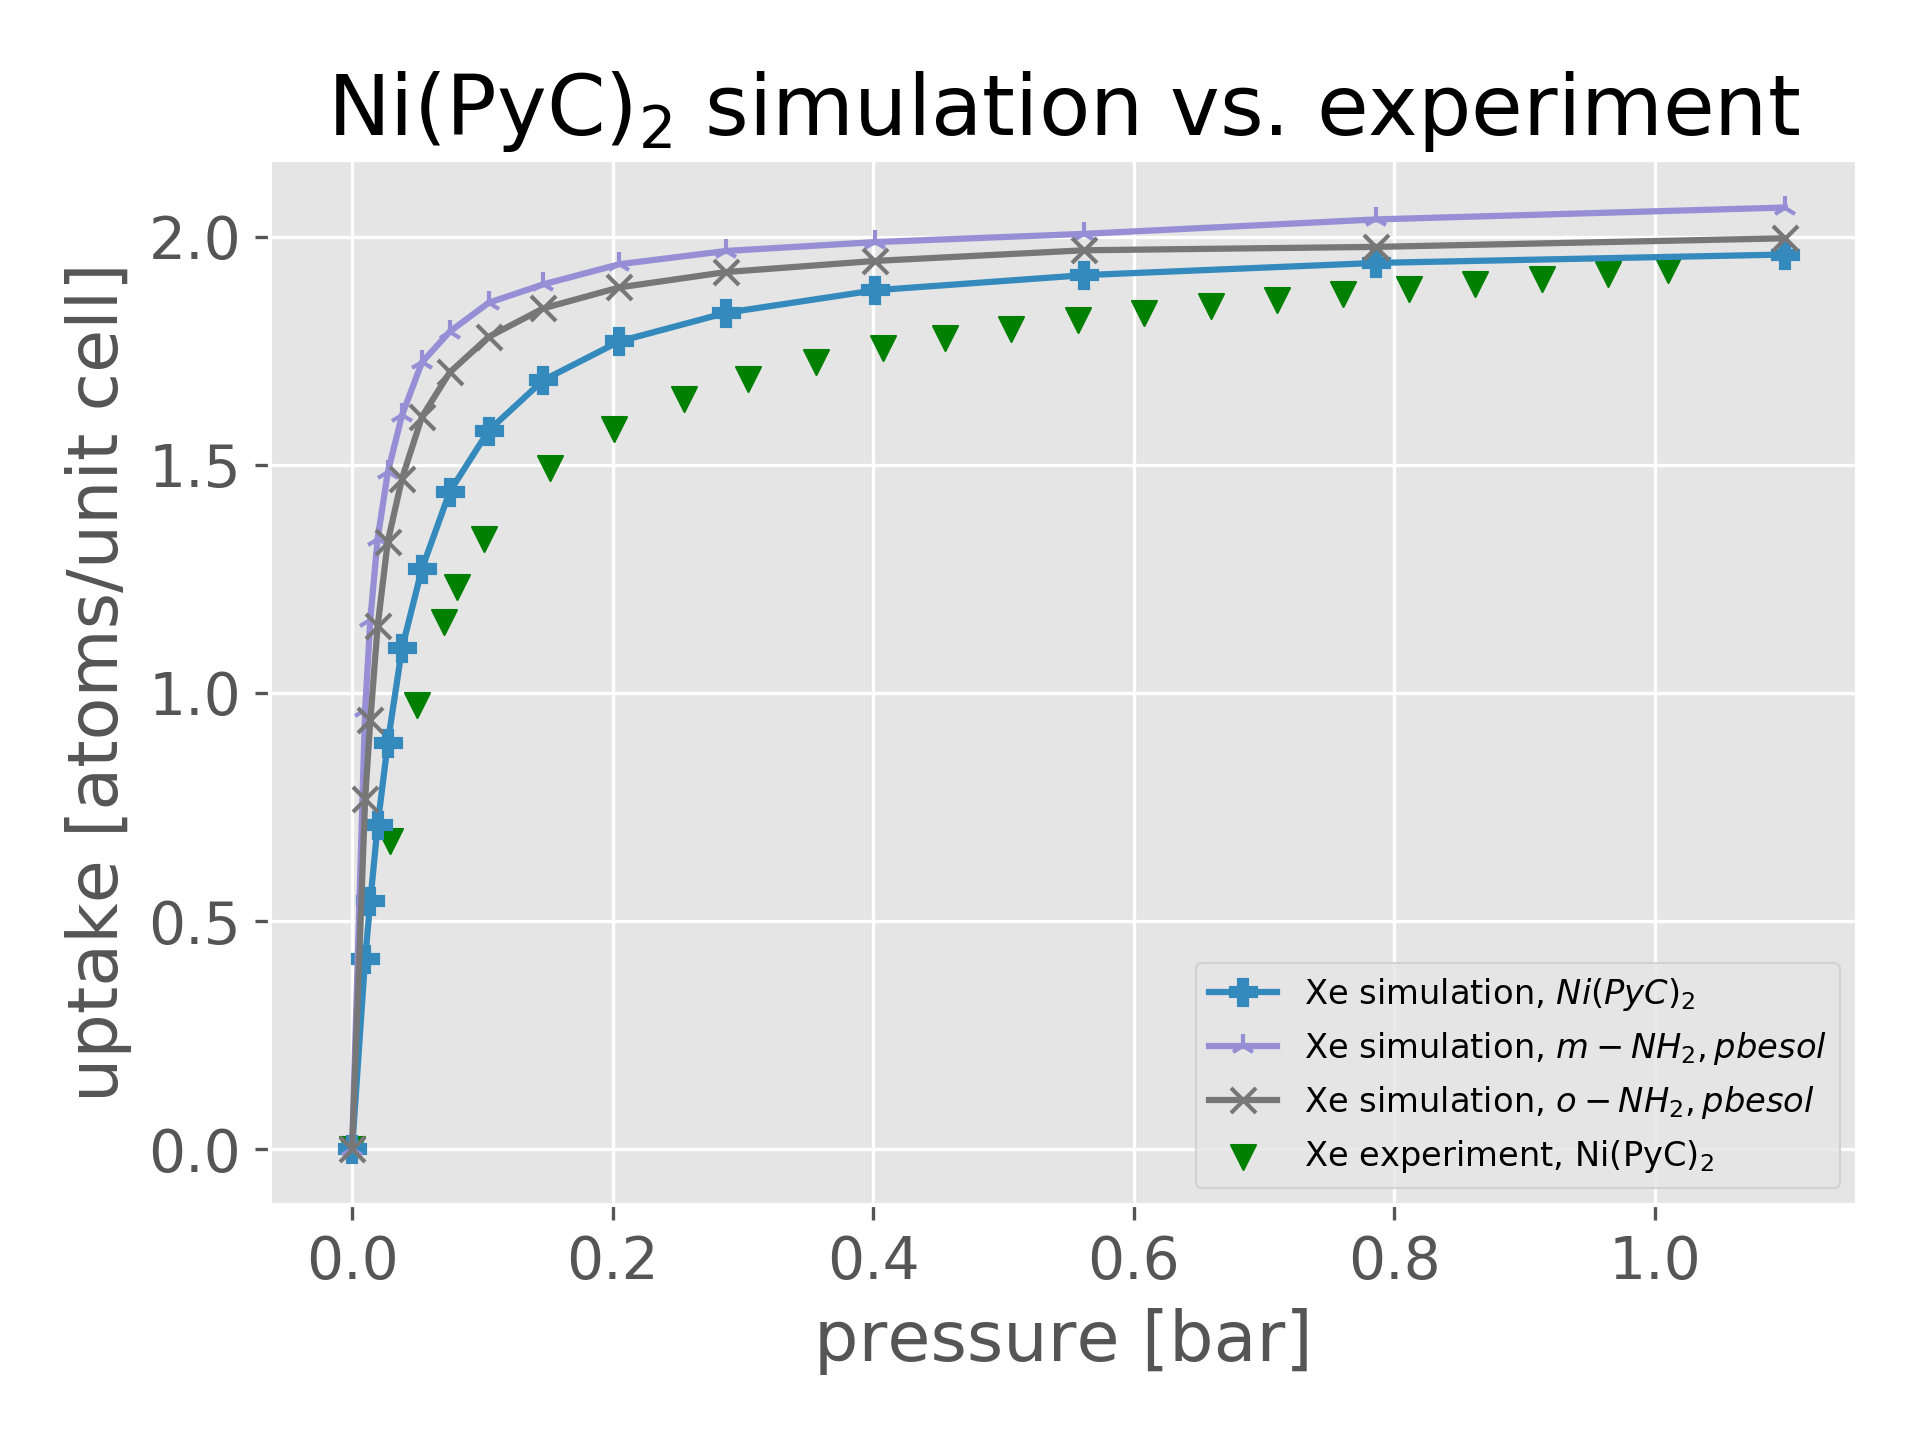 Ni(PyC)₂ simulation vs. experiment
uptake [atoms/unit cell]
2.0
1.5
1.0
0.5
0.0
Xe simulation, Ni(PyC)₂
Xe simulation, m − NH₂, pbesol
Xe simulation, o − NH₂, pbesol
Xe experiment, Ni(PyC)₂
0.0 0.2 0.4 0.6 0.8 1.0
pressure [bar]